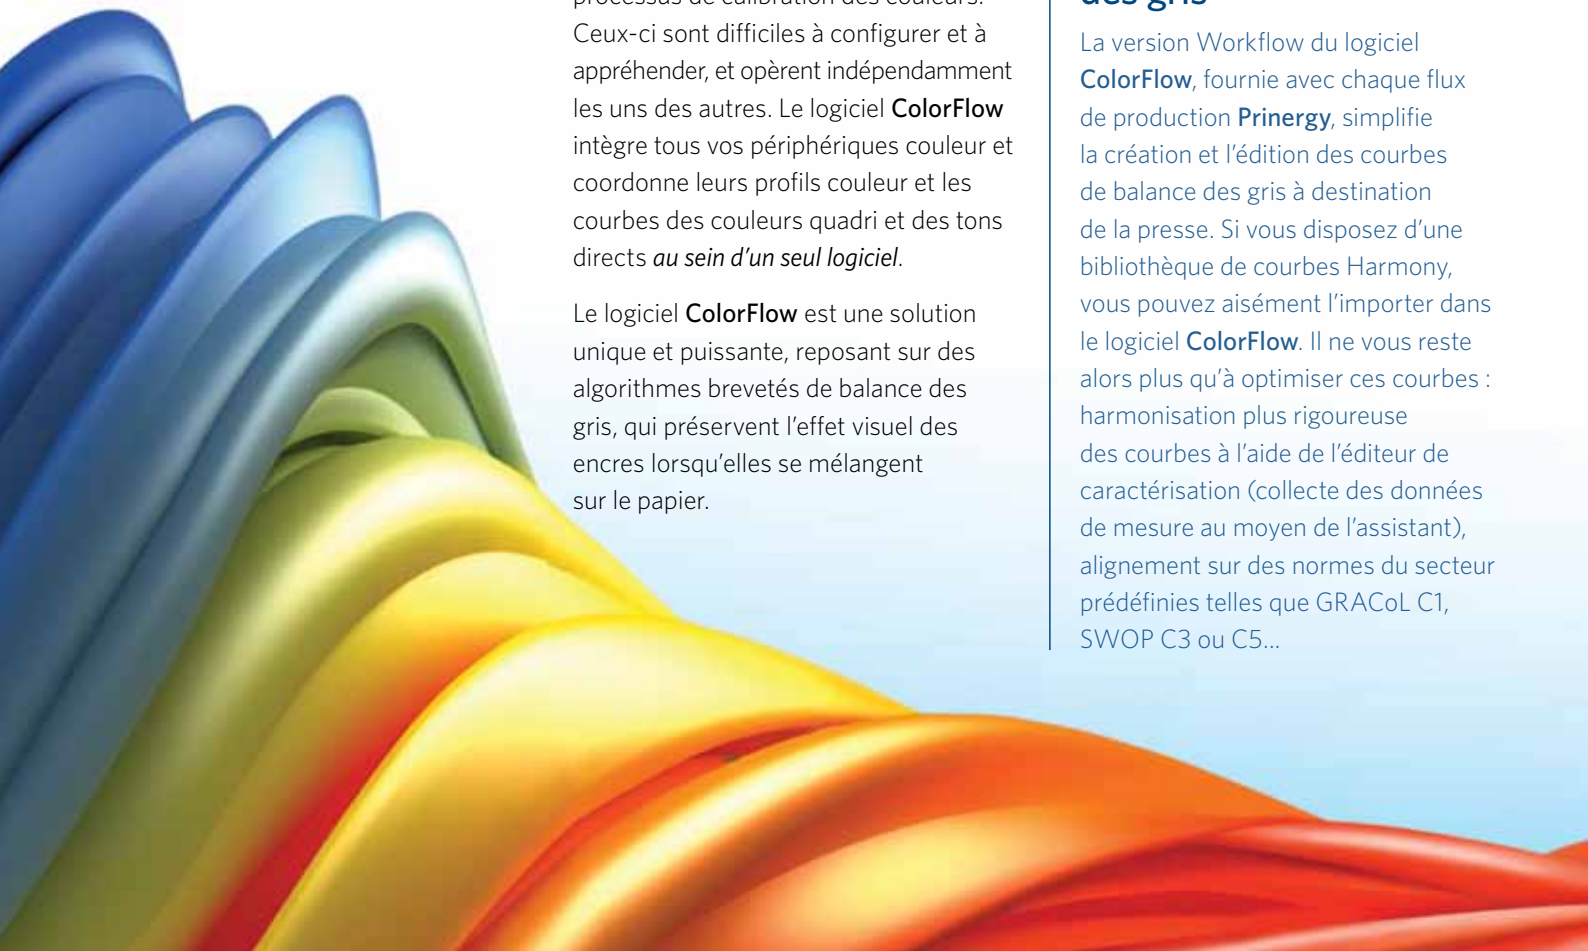 processus de calibration des couleurs.
Ceux-ci sont difficiles à configurer et à
appréhender, et opèrent indépendamment
les uns des autres. Le logiciel ColorFlow
intègre tous vos périphériques couleur et
coordonne leurs profils couleur et les
courbes des couleurs quadri et des tons
directs au sein d’un seul logiciel.
Le logiciel ColorFlow est une solution
unique et puissante, reposant sur des
algorithmes brevetés de balance des
gris, qui préservent l’effet visuel des
encres lorsqu’elles se mélangent
sur le papier.
des gris
La version Workflow du logiciel
ColorFlow, fournie avec chaque flux
de production Prinergy, simplifie
la création et l’édition des courbes
de balance des gris à destination
de la presse. Si vous disposez d’une
bibliothèque de courbes Harmony,
vous pouvez aisément l’importer dans
le logiciel ColorFlow. Il ne vous reste
alors plus qu’à optimiser ces courbes :
harmonisation plus rigoureuse
des courbes à l’aide de l’éditeur de
caractérisation (collecte des données
de mesure au moyen de l’assistant),
alignement sur des normes du secteur
prédéfinies telles que GRACoL C1,
SWOP C3 ou C5...